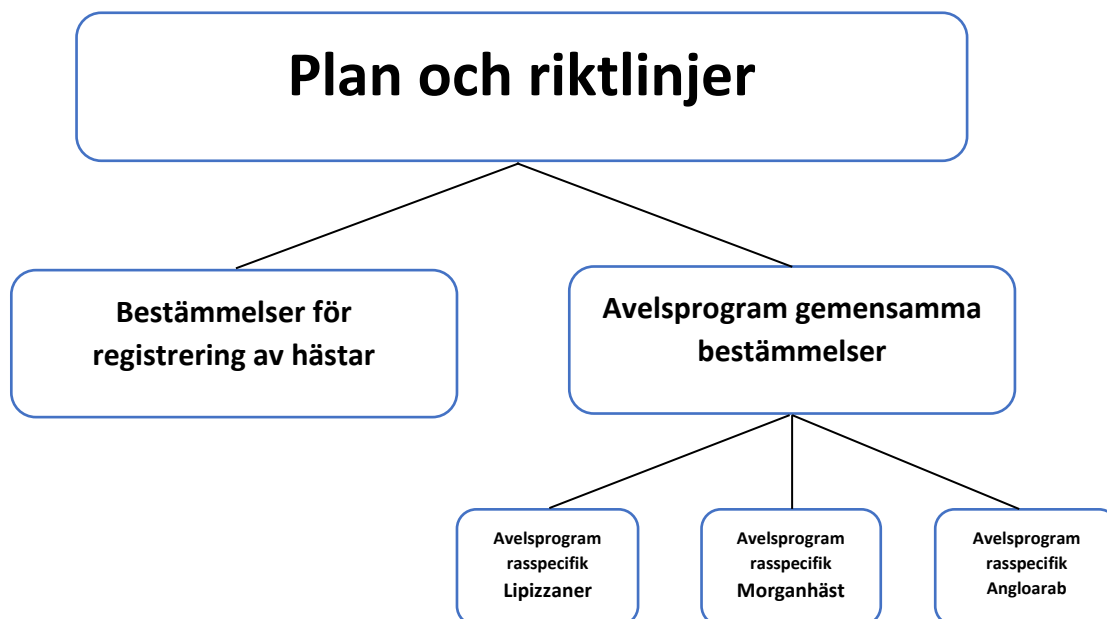 Plan och riktlinjer
Bestämmelser för
registrering av hästar
Avelsprogram gemensamma
bestämmelser
Avelsprogram
rasspecifik
Lipizzaner
Avelsprogram
rasspecifik
Morganhäst
Avelsprogram
rasspecifik
Angloarab